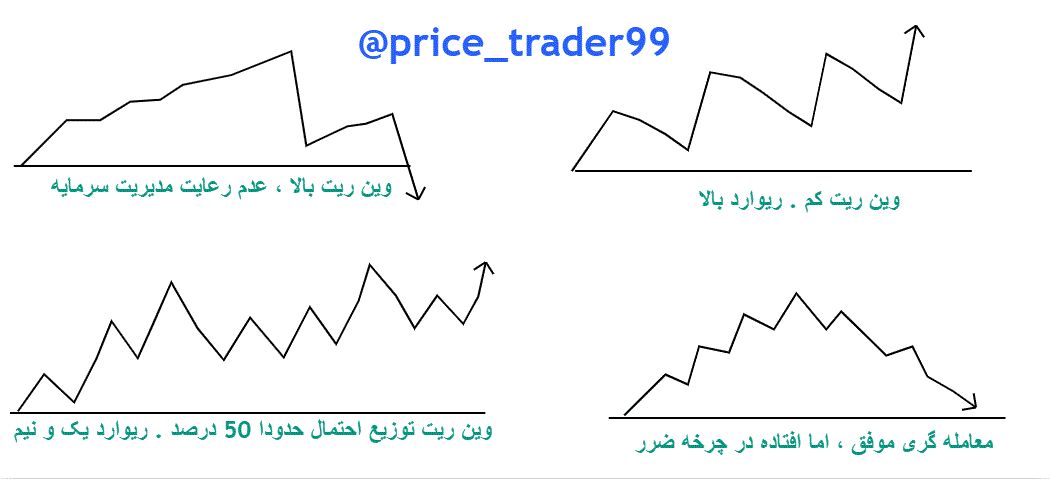 @price_trader99
وین ریت بالا ، عدم رعایت مدیریت سرمایه
وین ریت کم . ریوارد بالا
وین ریت توزیع احتمال حدودا 50 درصد . ریوارد یک و نیم
معامله گری موفق ، اما افتاده در چرخه ضرر